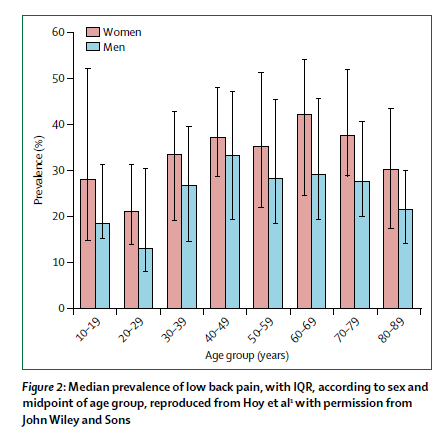 60
Women
Men
50
40
30
20
10
0
Prevalence (%)
10–19
20–29
30–39
40–49
50–59
60–69
70–79
80–89
Age group (years)
Figure 2: Median prevalence of low back pain, with IQR, according to sex and
midpoint of age group, reproduced from Hoy et al¹ with permission from
John Wiley and Sons